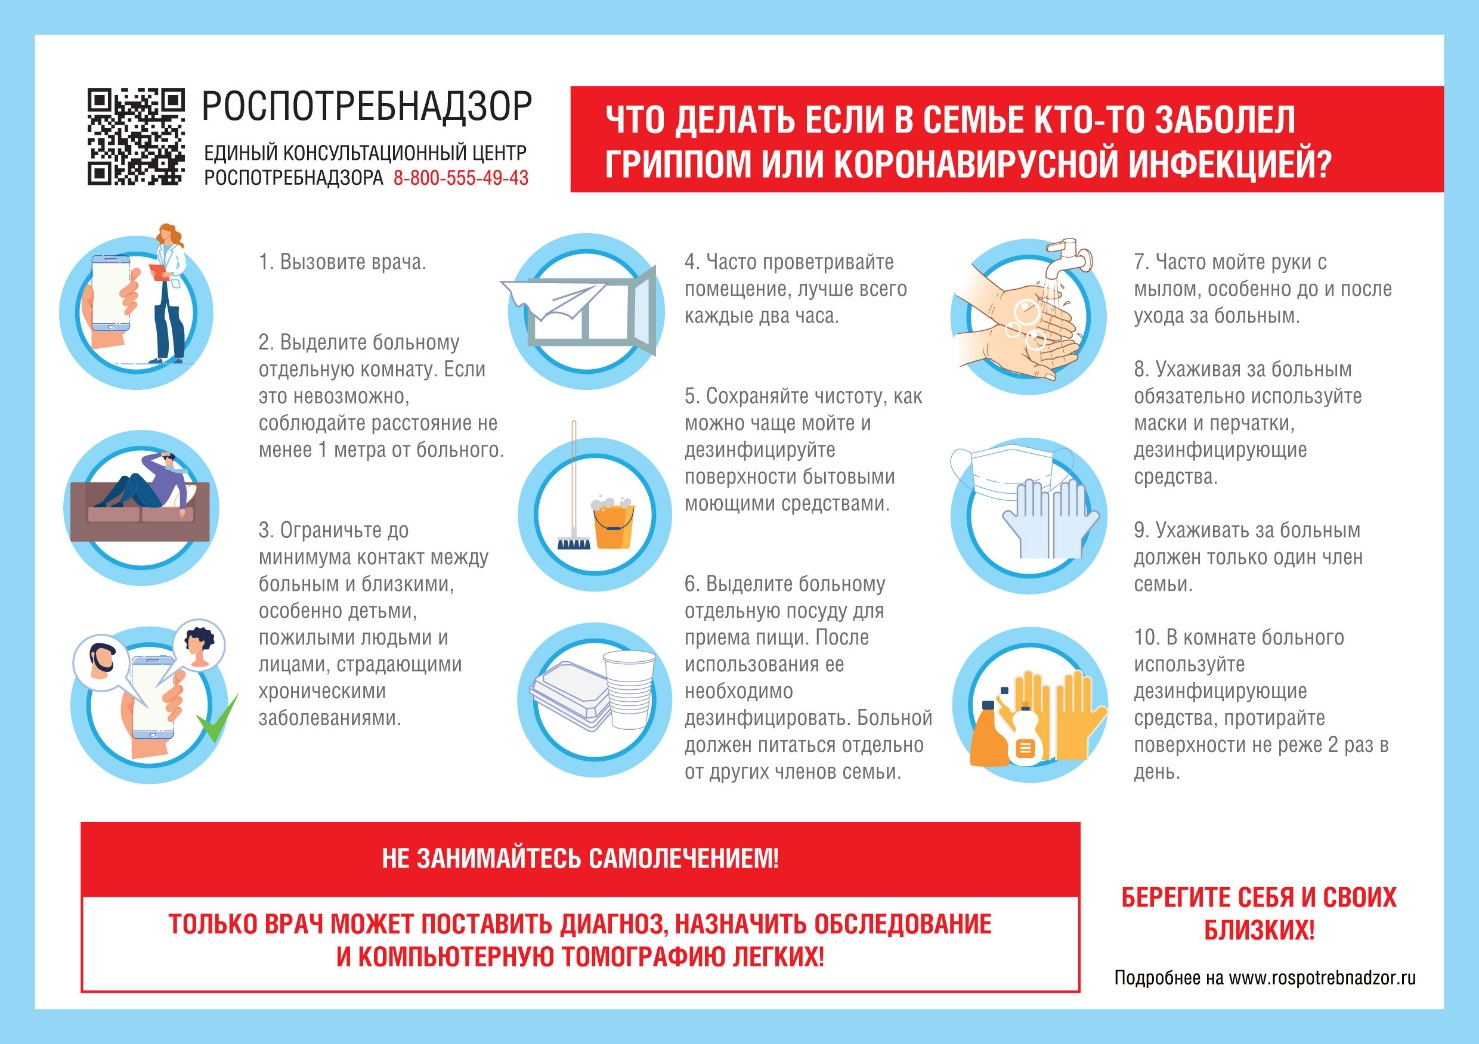 РОСПОТРЕБНАДЗОР
ЕДИНЫЙ КОНСУЛЬТАЦИОННЫЙ ЦЕНТР
РОСПОТРЕБНАДЗОРА 8-800-555-49-43
ЧТО ДЕЛАТЬ ЕСЛИ В СЕМЬЕ КТО-ТО ЗАБОЛЕЛ
ГРИППОМ ИЛИ КОРОНАВИРУСНОЙ ИНФЕКЦИЕЙ?
1. Вызовите врача.
2. Выделите больному
отдельную комнату. Если
это невозможно,
соблюдайте расстояние не
менее 1 метра от больного.
3. Ограничьте до
минимума контакт между
больным и близкими,
особенно детьми,
пожилыми людьми и
лицами, страдающими
хроническими
заболеваниями.
4. Часто проветривайте
помещение, лучше всего
каждые два часа.
5. Сохраняйте чистоту, как
можно чаще мойте и
дезинфицируйте
поверхности бытовыми
моющими средствами.
6. Выделите больному
отдельную посуду для
приема пищи. После
использования ее
необходимо
дезинфицировать. Больной
должен питаться отдельно
от других членов семьи.
7. Часто мойте руки с
мылом, особенно до и после
ухода за больным.
8. Ухаживая за больным
обязательно используйте
маски и перчатки,
дезинфицирующие
средства.
9. Ухаживать за больным
должен только один член
семьи.
10. В комнате больного
используйте
дезинфицирующие
средства, протирайте
поверхности не реже 2 раз в
день.
НЕ ЗАНИМАЙТЕСЬ САМОЛЕЧЕНИЕМ!
ТОЛЬКО ВРАЧ МОЖЕТ ПОСТАВИТЬ ДИАГНОЗ, НАЗНАЧИТЬ ОБСЛЕДОВАНИЕ
И КОМПЬЮТЕРНУЮ ТОМОГРАФИЮ ЛЕГКИХ!
БЕРЕГИТЕ СЕБЯ И СВОИХ
БЛИЗКИХ!
Подробнее на www.rospotrebnadzor.ru